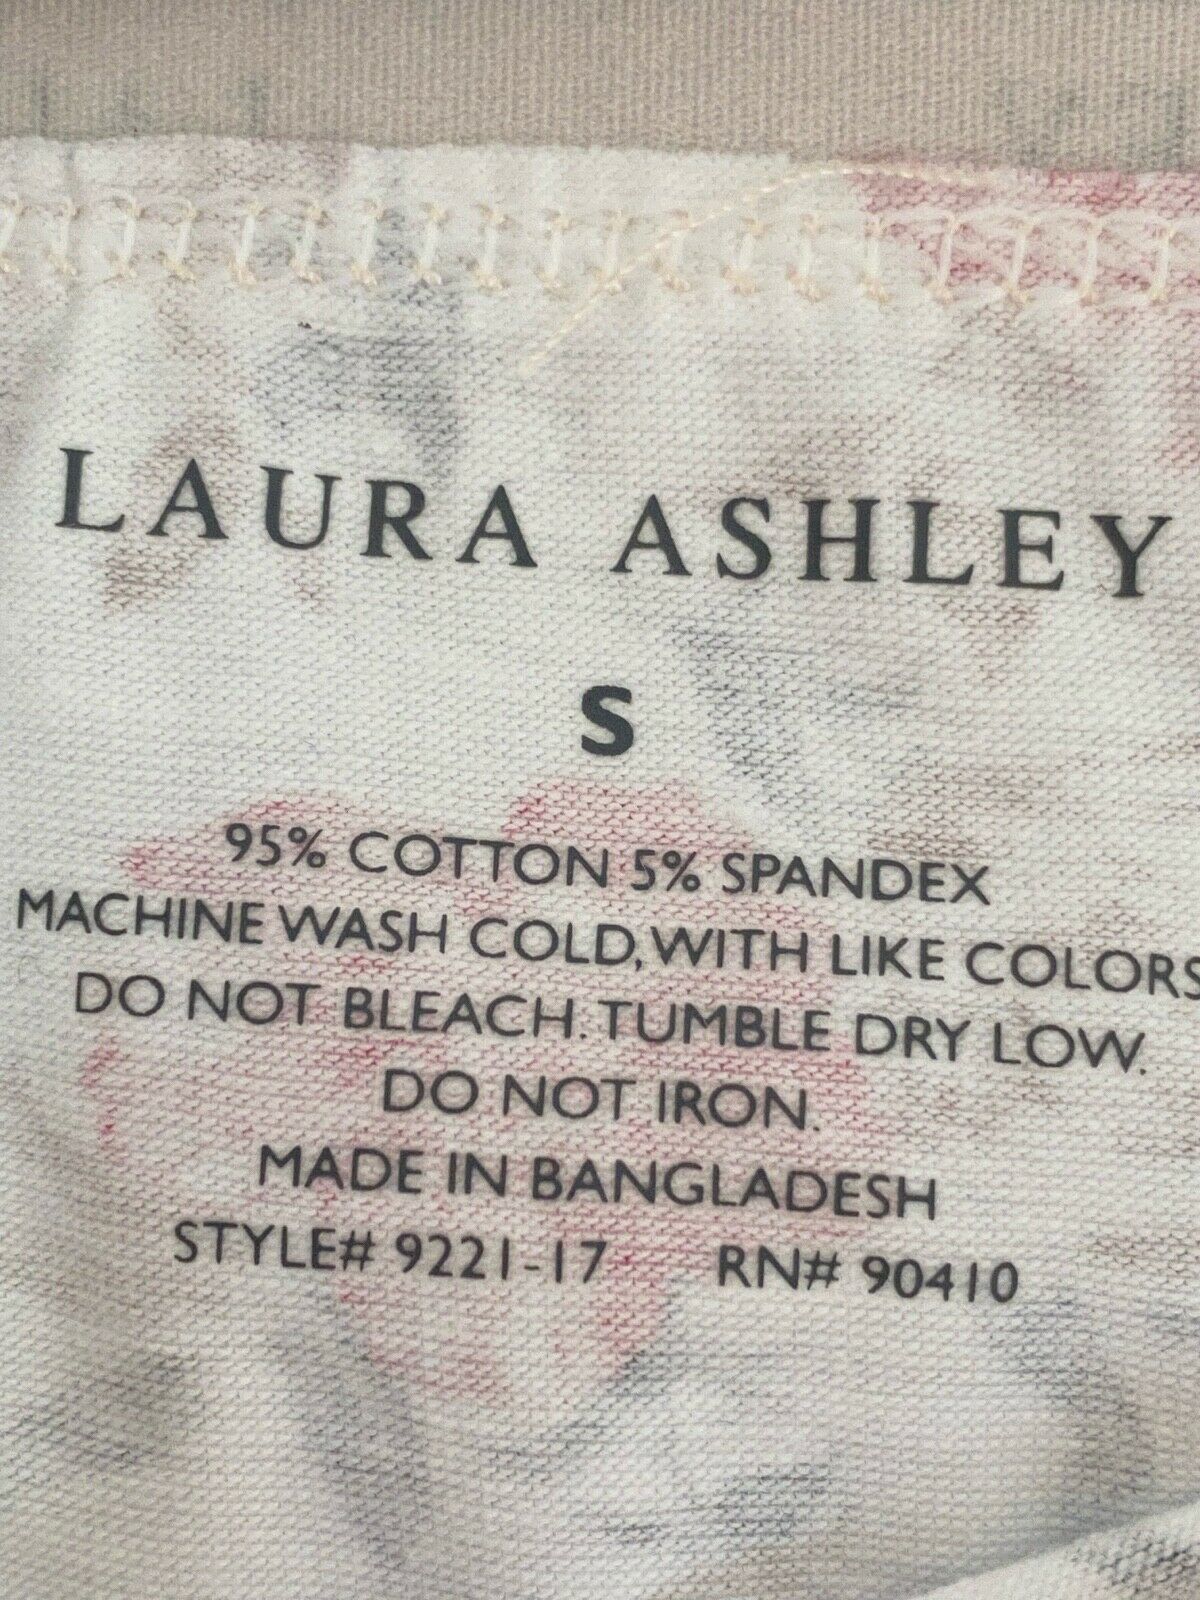 LAURA ASHLEY
S
95% COTTON 5% SPANDEX
MACHINE WASH COLD, WITH LIKE COLORS
DO NOT BLEACH. TUMBLE DRY LOW.
DO NOT IRON.
MADE IN BANGLADESH
STYLE# 9221-17 RN# 90410